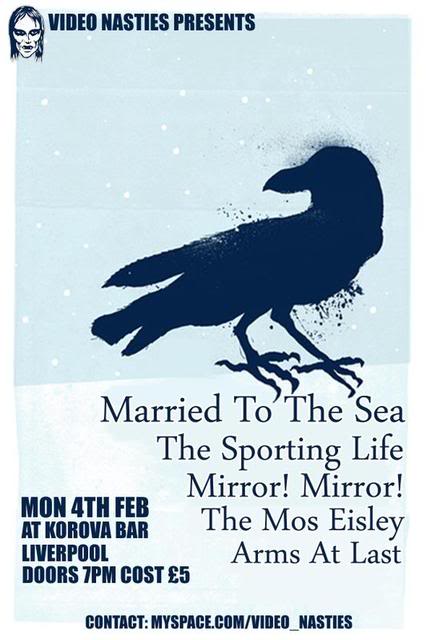 VIDEO NASTIES PRESENTS
Married To The Sea
The Sporting Life
Mirror! Mirror!
The Mos Eisley
Arms At Last
MON 4TH FEB
AT KOROVA BAR
LIVERPOOL
DOORS 7PM COST £5
CONTACT: MYSPACE.COM/VIDEO_NASTIES